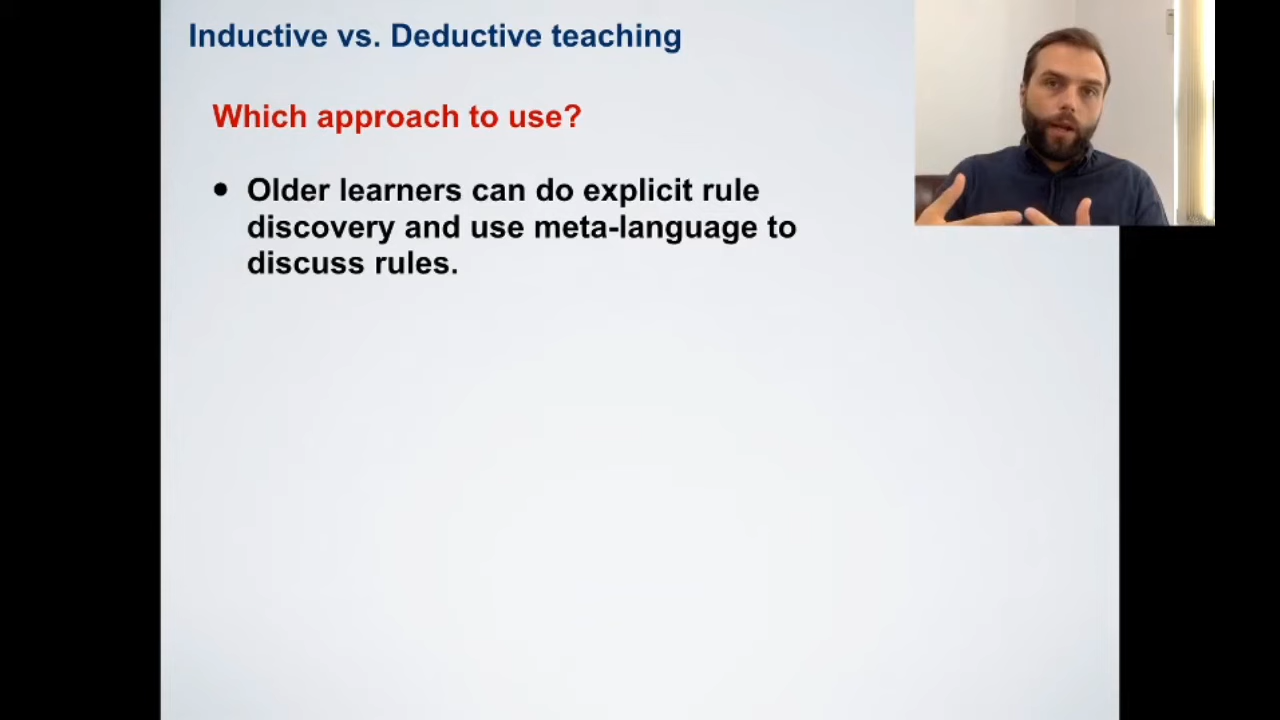 Inductive vs. Deductive teaching
Which approach to use?
• Older learners can do explicit rule
discovery and use meta-language to
discuss rules.